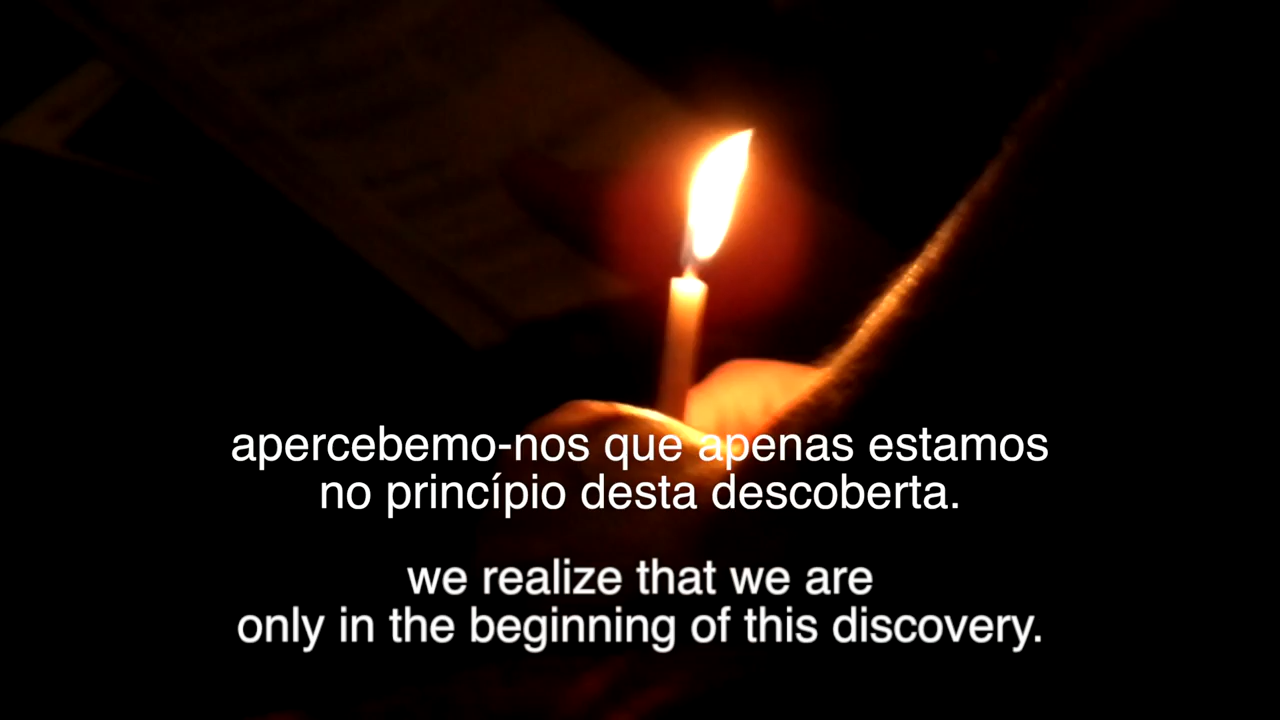 apercebemo-nos que apenas estamos
no princípio desta descoberta.
we realize that we are
only in the beginning of this discovery.